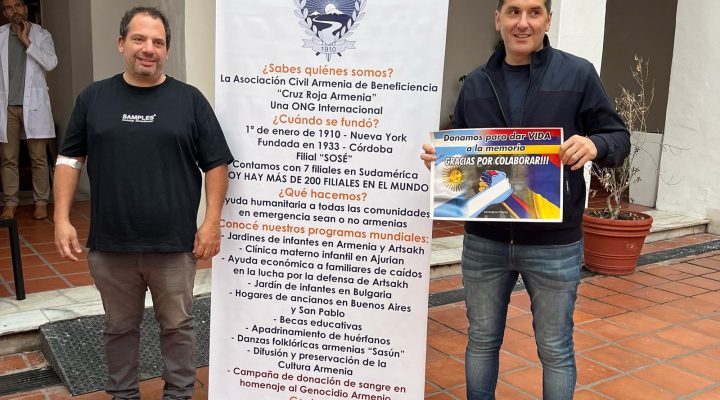 1910
¿Sabes quiénes somos?
La Asociación Civil Armenia de Beneficiencia
“Cruz Roja Armenia”
Una ONG Internacional
¿Cuándo se fundó?
1º de enero de 1910 - Nueva York
Fundada en 1933 - Córdoba
Filial “SOSÉ”
Contamos con 7 filiales en Sudamérica
OY HAY MÁS DE 200 FILIALES EN EL MUNDO
¿Qué hacemos?
yuda humanitaria a todas las comunidades
en emergencia sean o no armenias
Conocé nuestros programas mundiales:
- Jardines de infantes en Armenia y Artsakh
- Clínica materno infantil en Ajurian
- Ayuda económica a familiares de caídos
en la lucha por la defensa de Artsakh
- Jardín de infantes en Bulgaria
- Hogares de ancianos en Buenos Aires
y San Pablo
- Becas educativas
- Apadrinamiento de huérfanos
- Danzas folklóricas armenias “Sasún”
- Difusión y preservación de la
Cultura Armenia
- Campaña de donación de sangre en
homenaje al Genocidio Armenio
SAMPLES
Donamos para dar VIDA
a la memoria
GRACIAS POR COLABORAR!!!